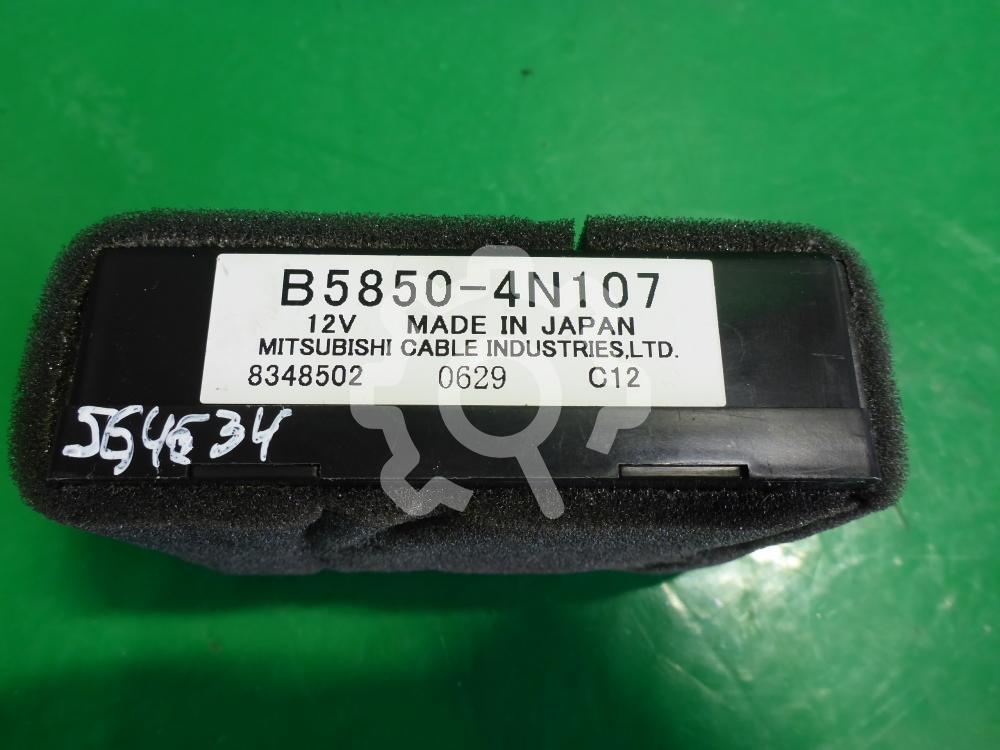 B5850-4N107
12V MADE IN JAPAN
MITSUBISHI CABLE INDUSTRIES,LTD.
8348502 0629 C12